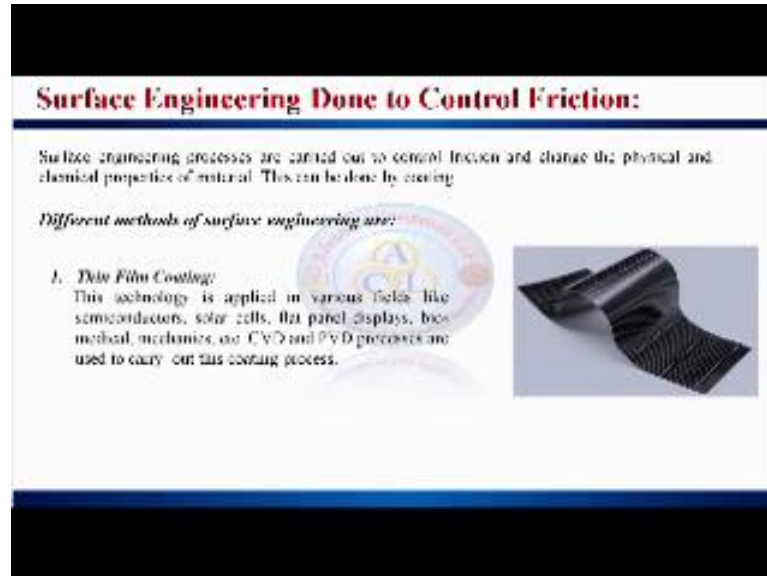 Surface Engineering Done to Control Friction:
Surface engineering processes are carried out to control friction and change the physical and
chemical properties of material. This can be done by coating
Different methods of surface engineering are:
1. Thin Film Coating:
This technology is applied in various fields like
semiconductors, solar cells, flat panel displays, bio-
medical, mechanics, etc. CVD and PVD processes are
used to carry out this coating process.
A
C I